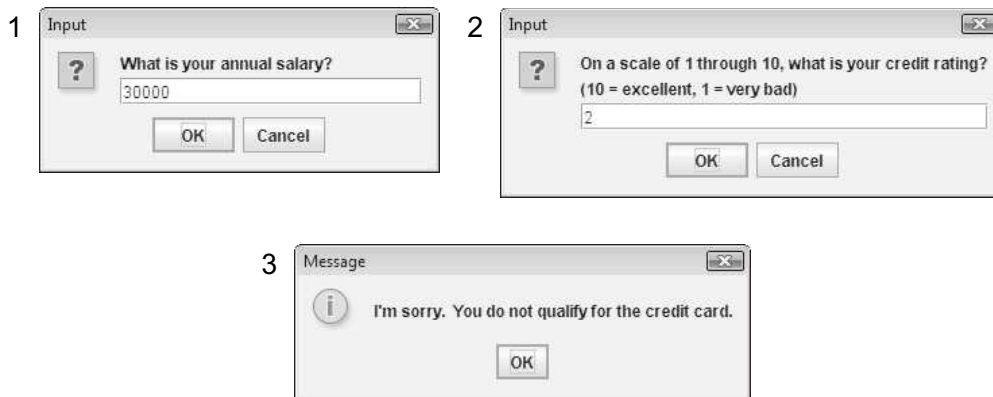 1
Input
What is your annual salary?
30000
OK Cancel
2
Input
On a scale of 1 through 10, what is your credit rating?
(10 = excellent, 1 = very bad)
2
OK Cancel
3
Message
I'm sorry. You do not qualify for the credit card.
OK